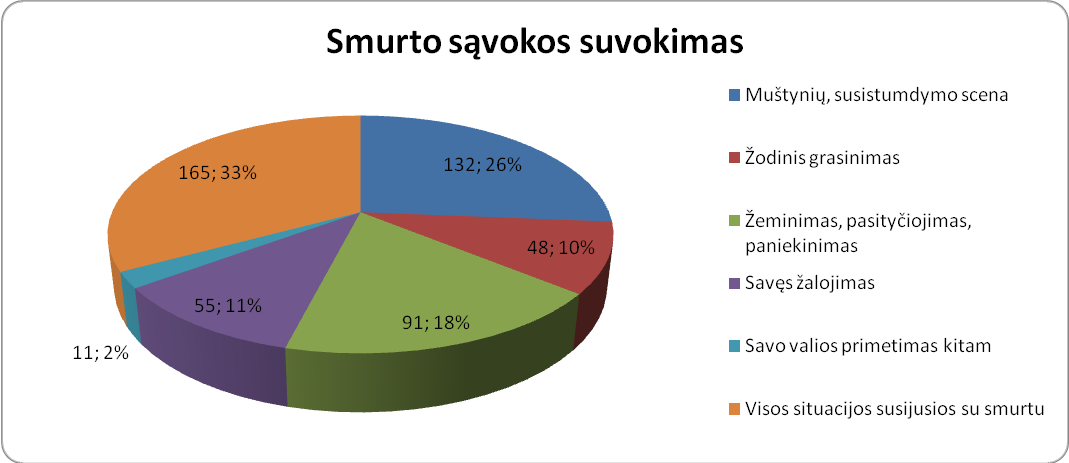 Smurto sąvokos suvokimas
165; 33%
132; 26%
48; 10%
91; 18%
55; 11%
11; 2%
Muštynių, susistumdymo scena
Žodinis grasinimas
Žeminimas, pasityčiojimas,
paniekinimas
Savęs žalojimas
Savo valios primetimas kitam
Visos situacijos susijusios su smurtu